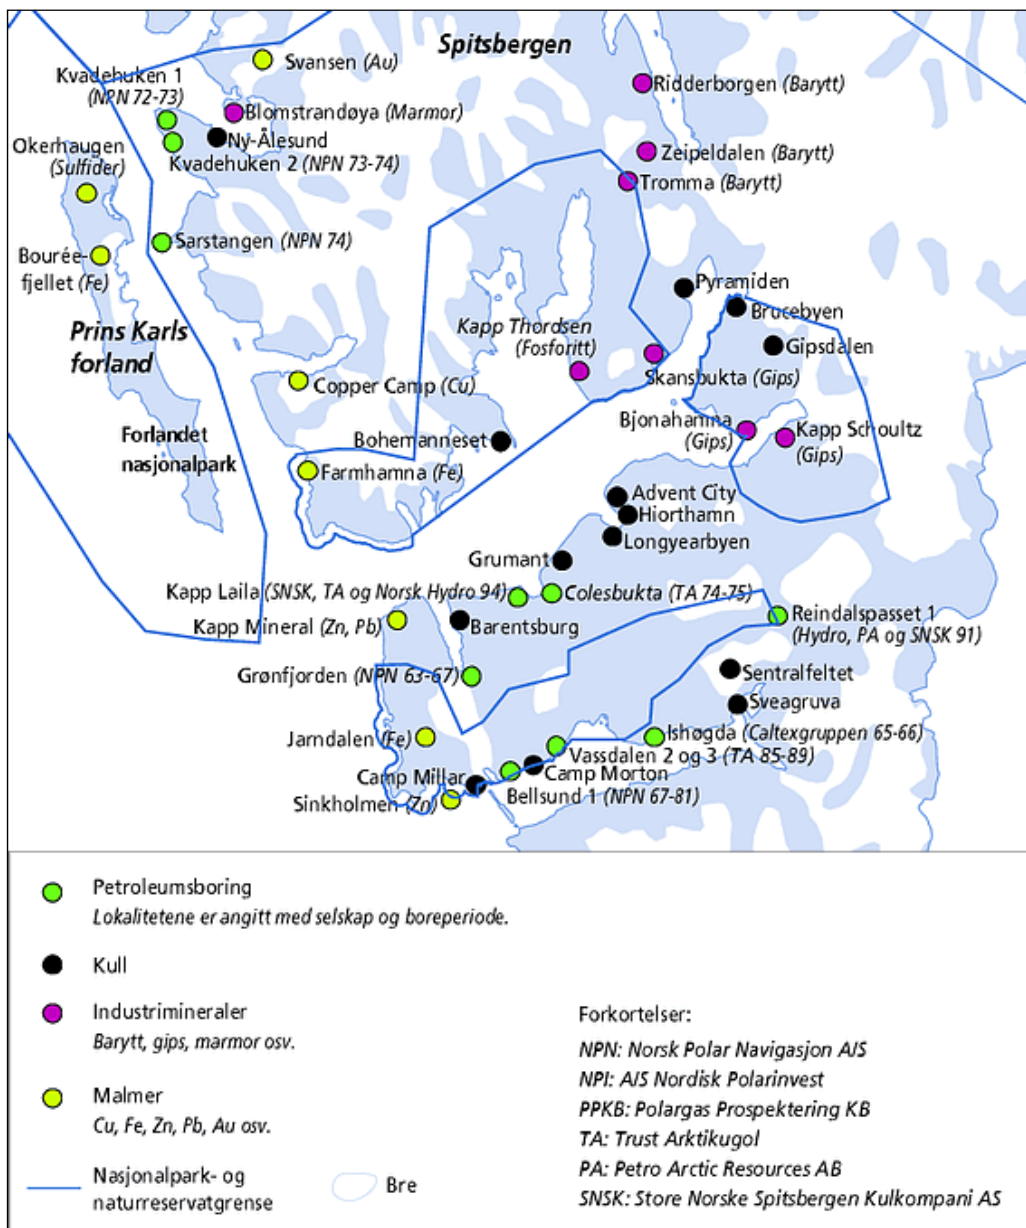 Spitsbergen
Svansen (Au)
Kvadehuken 1
(NPN 72-73)
Ridderborgen (Barytt)
Blomstrandøya (Marmor)
Ny-Ålesund
Okerhaugen
(Sulfider)
Kvadehuken 2 (NPN 73-74)
Zeipeldalen (Barytt)
Tromma (Barytt)
Sarstangen (NPN 74)
Bourée-
fjellet (Fe)
Pyramiden
Brucebyen
Prins Karls
forland
Kapp Thordsen
(Fosforitt)
Gipsdalen
Skansbukta (Gips)
Copper Camp (Cu)
Bjonahamna
(Gips)
Kapp Schoultz
(Gips)
Forlandet
nasjonalpark
Bohemanneset
Farmhamna (Fe)
Advent City
Hiorthamn
Longyearbyen
Grumant
Kapp Laila (SNSK, TA og Norsk Hydro 94)
Colesbukta (TA 74-75)
Reindalspasset 1
(Hydro, PA og SNSK 91)
Kapp Mineral (Zn, Pb)
Barentsburg
Grønfjorden (NPN 63-67)
Sentralfeltet
Sveagruva
Jarndalen (Fe)
Ishøgda (Caltexgruppen 65-66)
Vassdalen 2 og 3 (TA 85-89)
Camp Millar
Camp Morton
Sinkholmen (Zn)
Bellsund 1 (NPN 67-81)
Petroleumsboring
Lokalitetene er angitt med selskap og boreperiode.
Kull
Industrimineraler
Barytt, gips, marmor osv.
Malmer
Cu, Fe, Zn, Pb, Au osv.
Nasjonalpark- og
naturreservatgrense
Bre
Forkortelser:
NPN: Norsk Polar Navigasjon A/S
NPI: A/S Nordisk Polarinvest
PPKB: Polargas Prospektering KB
TA: Trust Arktikugol
PA: Petro Arctic Resources AB
SNSK: Store Norske Spitsbergen Kulkompani AS